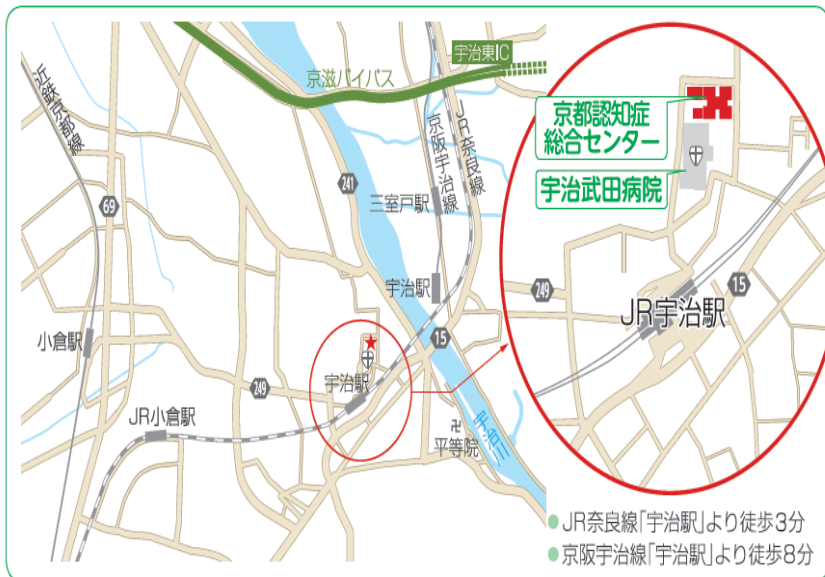 宇治東IC
京滋バイパス
近鉄京都線
JR奈良線
京阪宇治線
241
69
三室戸駅
宇治駅
15
小倉駅
宇治駅
249
JR小倉駅
卍
平等院
宇治川
京都認知症
総合センター
宇治武田病院
249
15
JR宇治駅
●JR奈良線「宇治駅」より徒歩3分
●京阪宇治線「宇治駅」より徒歩8分